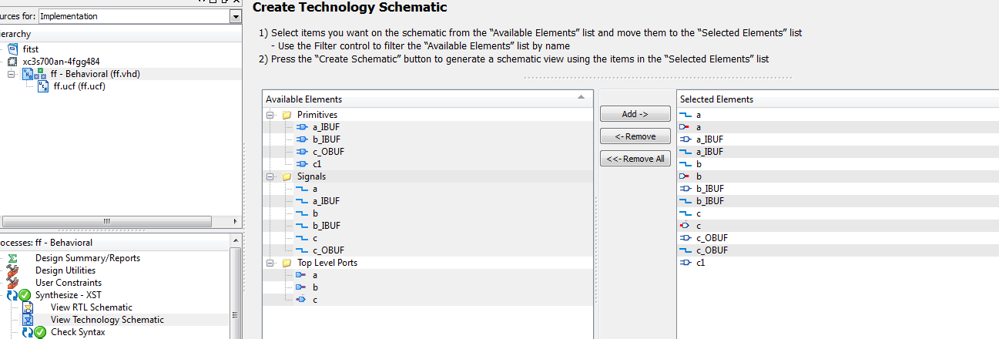 urces for: Implementation
ierarchy
fitst
xc3s700an-4fgg484
ff - Behavioral (ff.vhd)
ff.ucf (ff.ucf)
ocesses: ff - Behavioral
Design Summary/Reports
Design Utilities
User Constraints
Synthesize - XST
View RTL Schematic
View Technology Schematic
Check Syntax
Create Technology Schematic
1) Select items you want on the schematic from the “Available Elements” list and move them to the “Selected Elements” list
- Use the Filter control to filter the “Available Elements” list by name
2) Press the “Create Schematic” button to generate a schematic view using the items in the “Selected Elements” list
Available Elements
Primitives
a_IBUF
b_IBUF
c_OBUF
c1
Signals
a
a_IBUF
b
b_IBUF
c
c_OBUF
Top Level Ports
a
b
c
Add ->
<- Remove
<<- Remove All
Selected Elements
a
a
a_IBUF
a_IBUF
b
b
b_IBUF
b_IBUF
c
c
c_OBUF
c_OBUF
c1